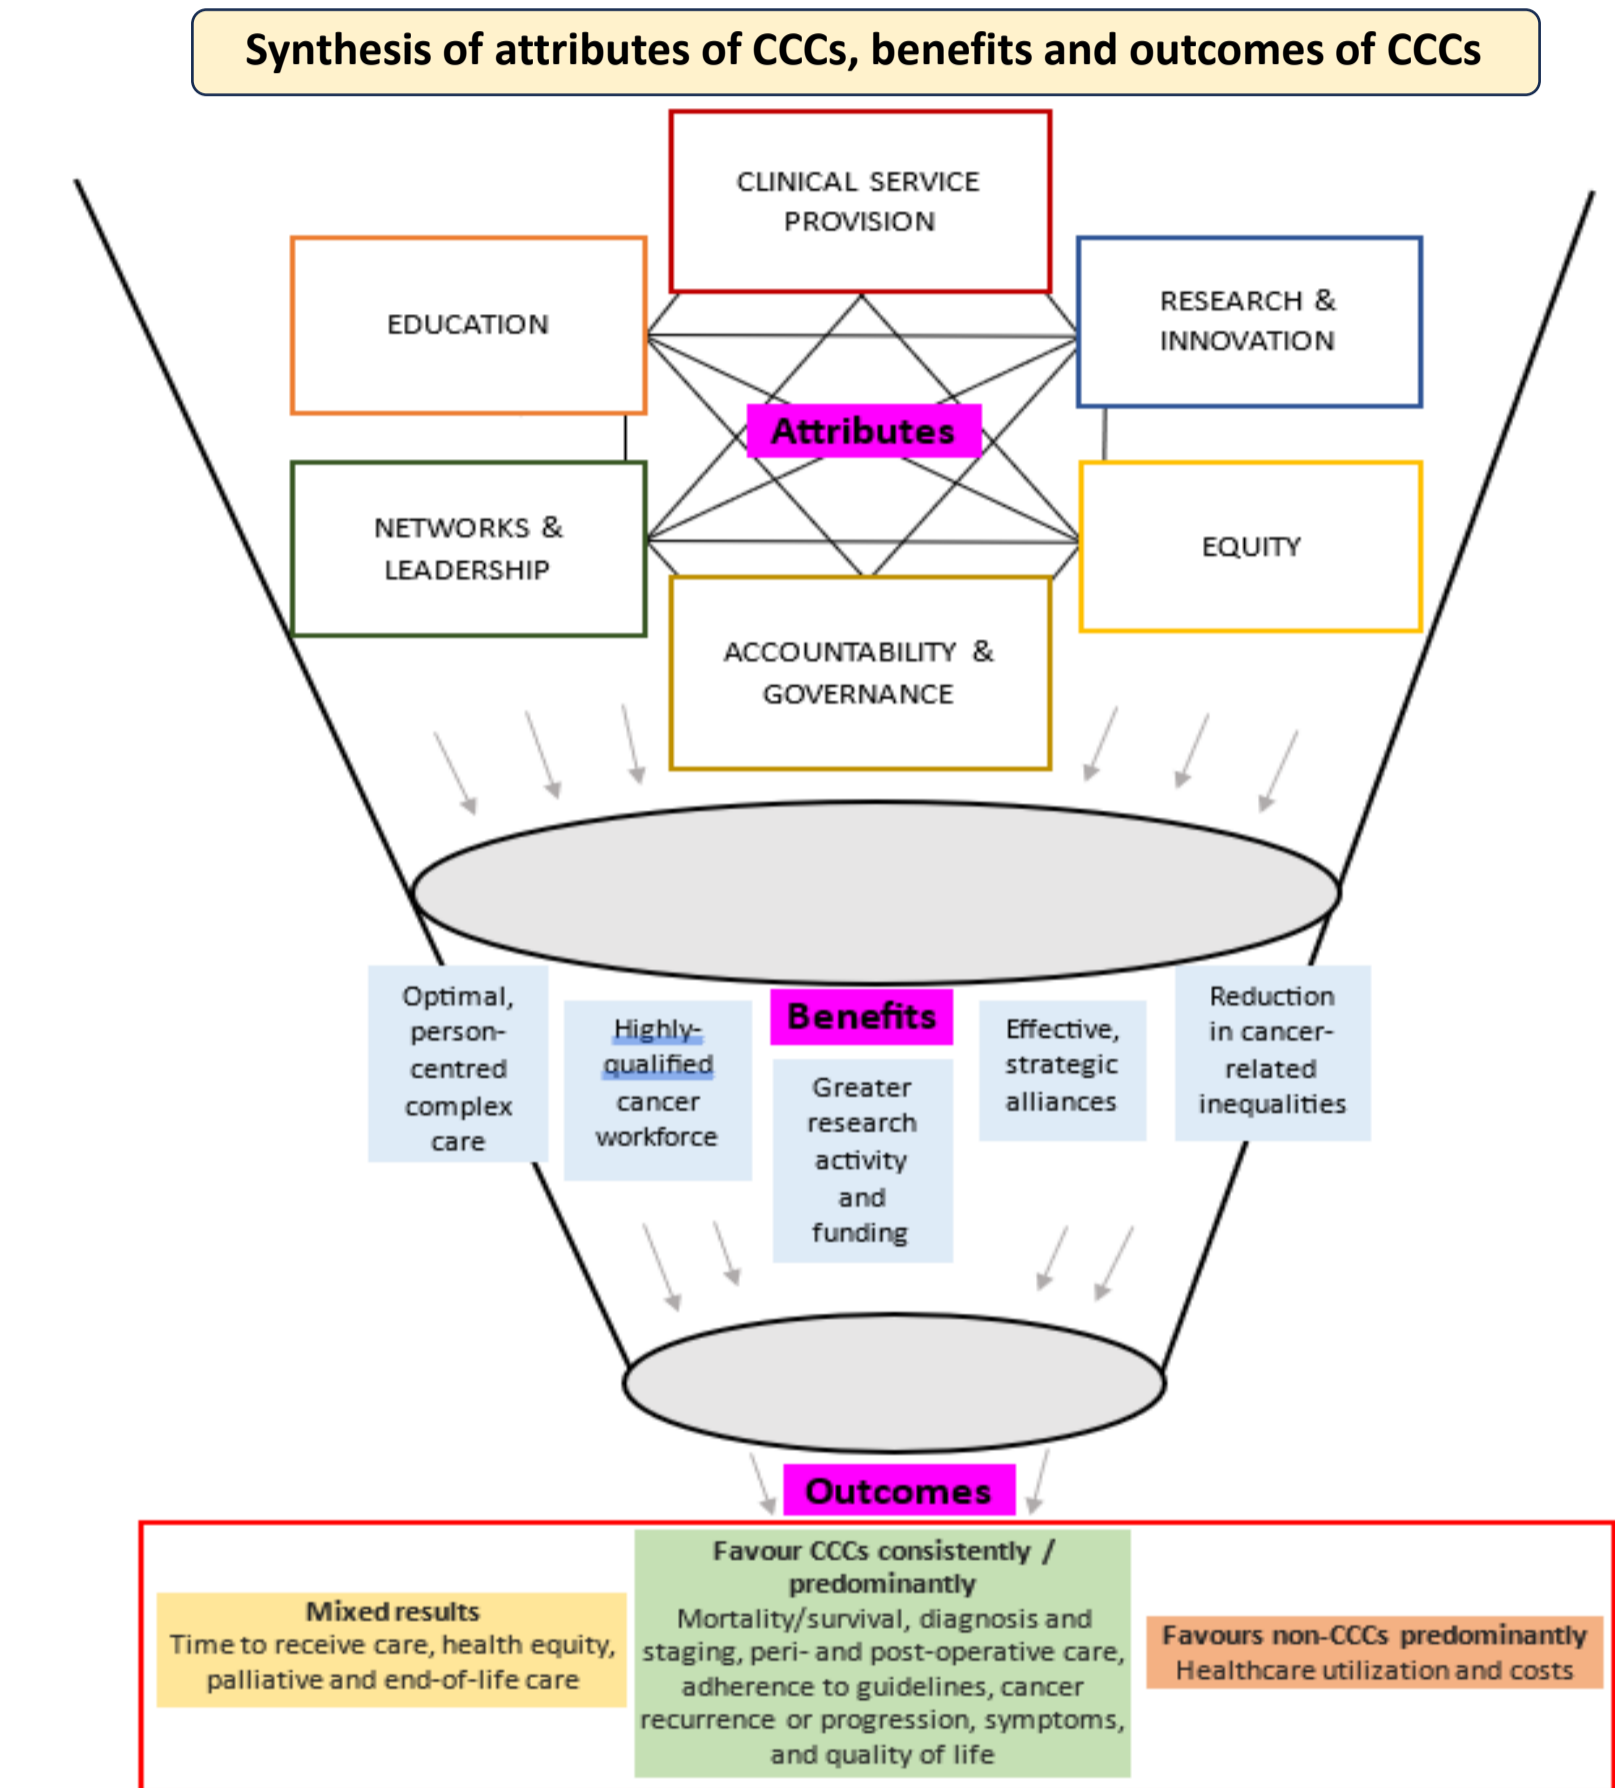 Synthesis of attributes of CCCs, benefits and outcomes of CCCs
CLINICAL SERVICE
PROVISION
EDUCATION
RESEARCH &
INNOVATION
Attributes
NETWORKS &
LEADERSHIP
EQUITY
ACCOUNTABILITY &
GOVERNANCE
Benefits
Optimal,
person-
centred
complex
care
Highly-
qualified
cancer
workforce
Greater
research
activity
and
funding
Effective,
strategic
alliances
Reduction
in cancer-
related
inequalities
Outcomes
Mixed results
Time to receive care, health equity,
palliative and end-of-life care
Favour CCCs consistently /
predominantly
Mortality/survival, diagnosis and
staging, peri- and post-operative care,
adherence to guidelines, cancer
recurrence or progression, symptoms,
and quality of life
Favours non-CCCs predominantly
Healthcare utilization and costs